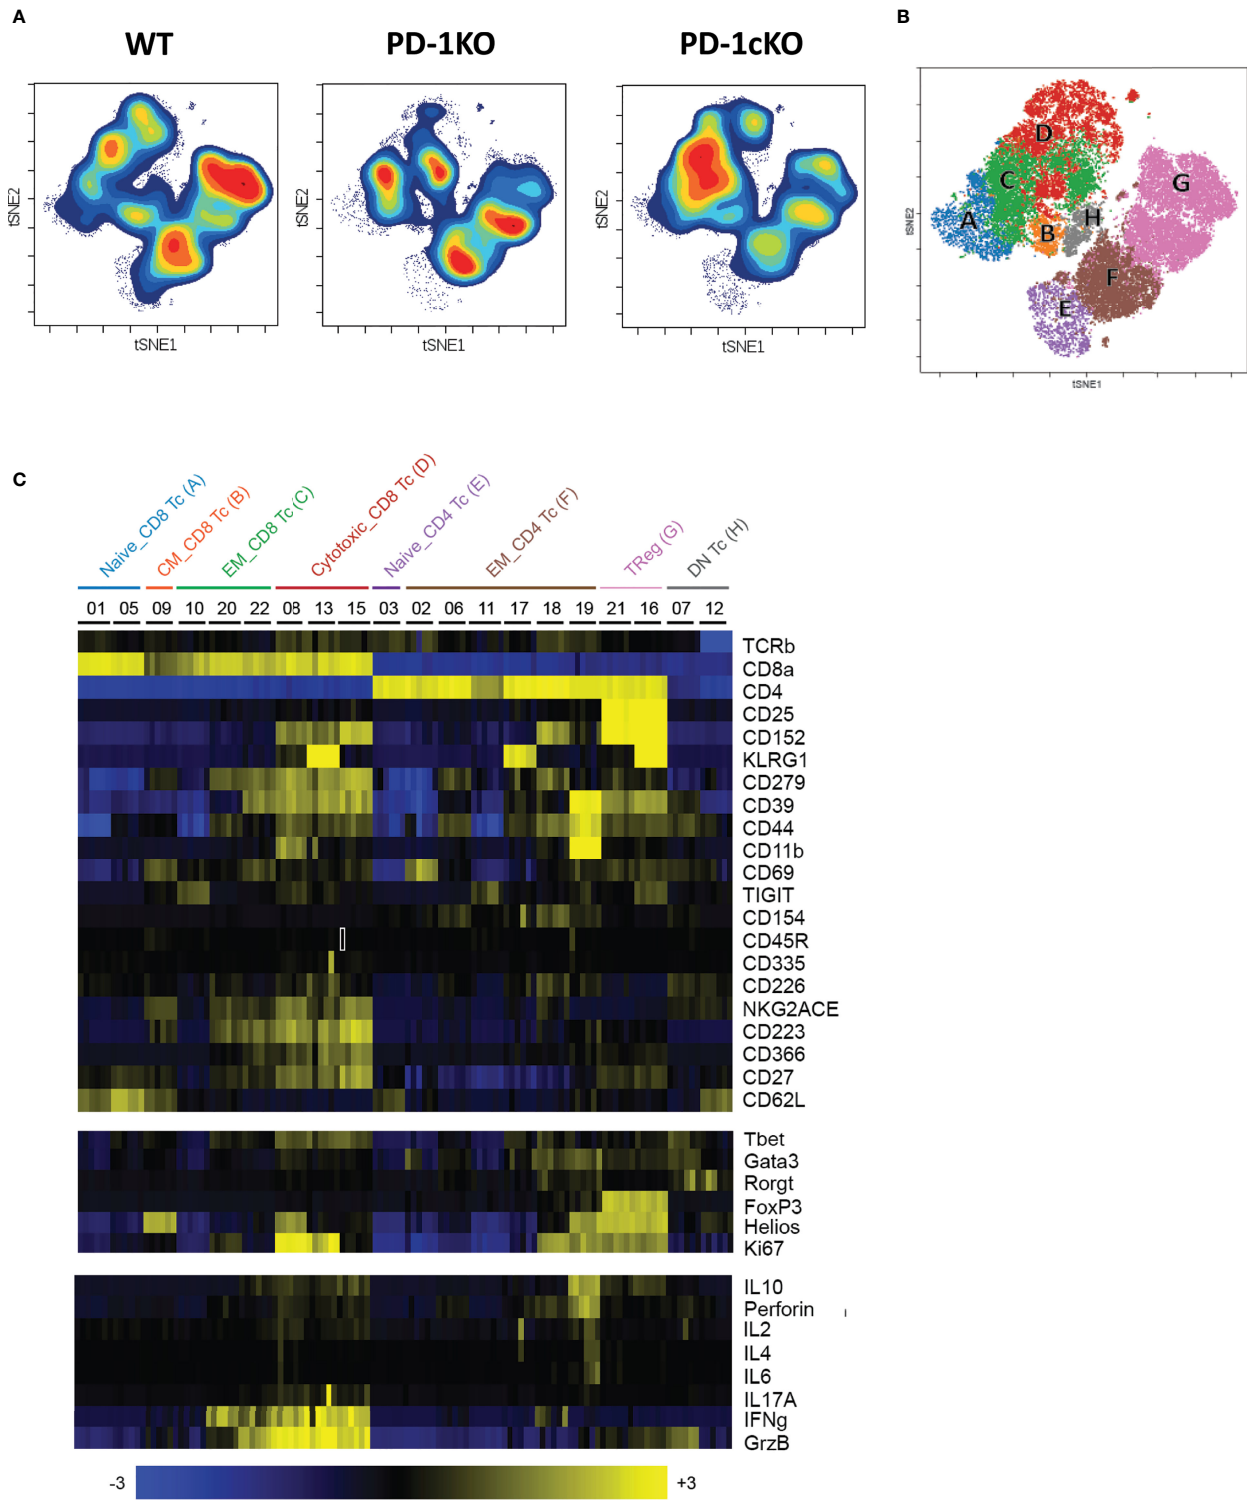 A
B
WT
PD-1KO
PD-1cKO
tSNE2
tSNE1
tSNE2
tSNE1
tSNE2
tSNE1
D
C
G
A
B
H
F
E
tSNE2
tSNE1
C
Naive_CD8 Tc (A)
CM_CD8 Tc (B)
EM_CD8 Tc (C)
Cytotoxic_CD8 Tc (D)
Naive_CD4 Tc (E)
EM_CD4 Tc (F)
TReg (G)
DN Tc (H)
01 05 09 10 20 22 08 13 15 03 02 06 11 17 18 19 21 16 07 12
TCRb
CD8a
CD4
CD25
CD152
KLRG1
CD279
CD39
CD44
CD11b
CD69
TIGIT
CD154
CD45R
CD335
CD226
NKG2ACE
CD223
CD366
CD27
CD62L
Tbet
Gata3
Rorgt
FoxP3
Helios
Ki67
IL10
Perforin
IL2
IL4
IL6
IL17A
IFNg
GrzB
-3 +3